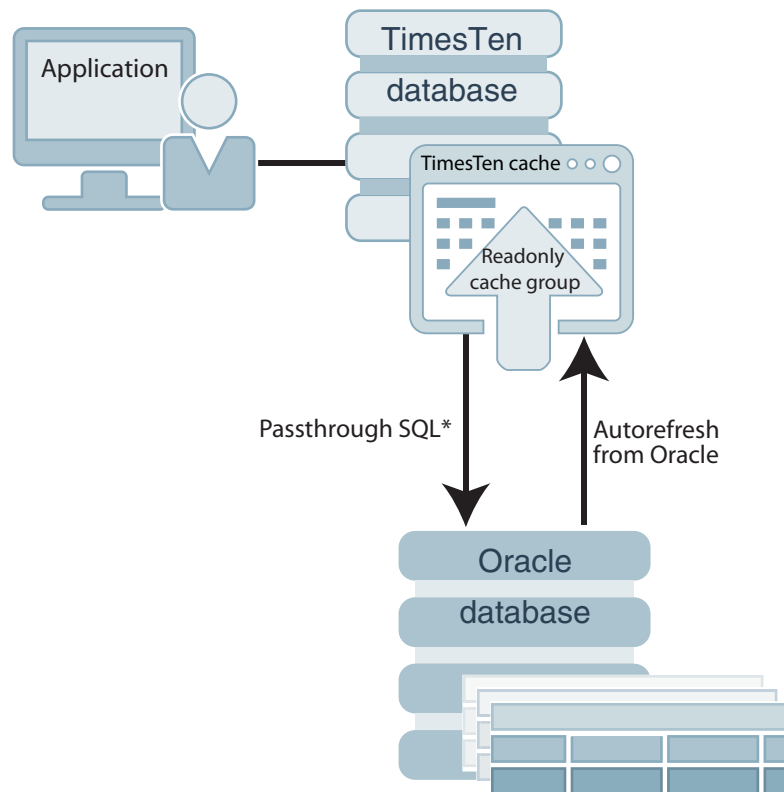 Application
TimesTen
database
TimesTen cache
Readonly
cache group
Passthrough SQL*
Autorefresh
from Oracle
Oracle
database